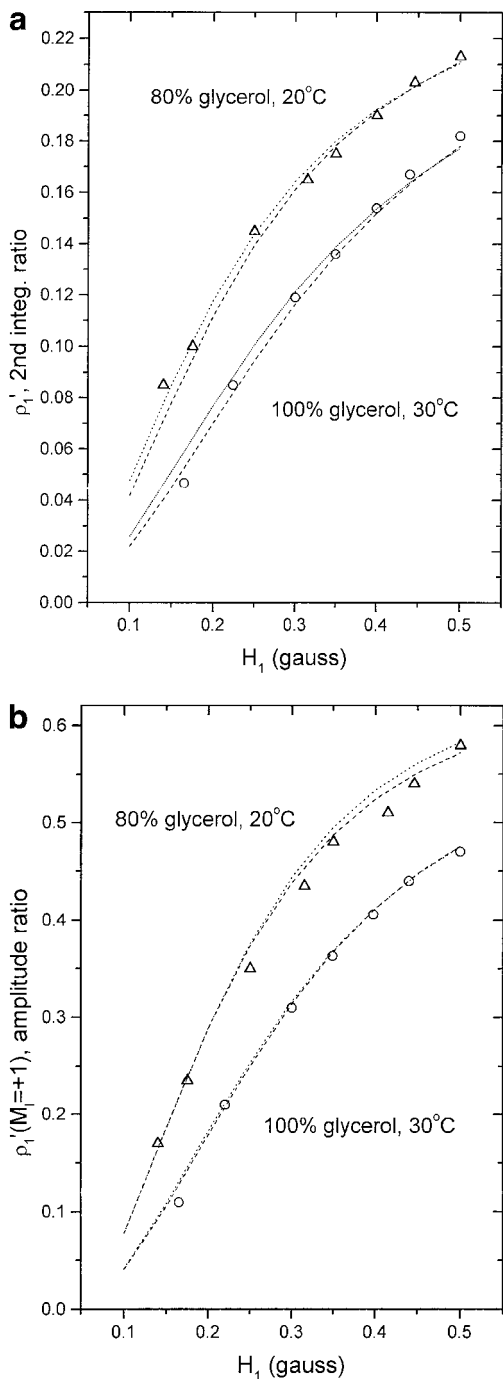 a
0.22
0.20
0.18
0.16
0.14
0.12
0.10
0.08
0.06
0.04
0.02
0.00
ρ₁', 2nd integ. ratio
80% glycerol, 20°C
100% glycerol, 30°C
0.1 0.2 0.3 0.4 0.5
H₁ (gauss)
b
0.6
0.5
0.4
0.3
0.2
0.1
0.0
ρ₁'(M_I=+1), amplitude ratio
80% glycerol, 20°C
100% glycerol, 30°C
0.1 0.2 0.3 0.4 0.5
H₁ (gauss)